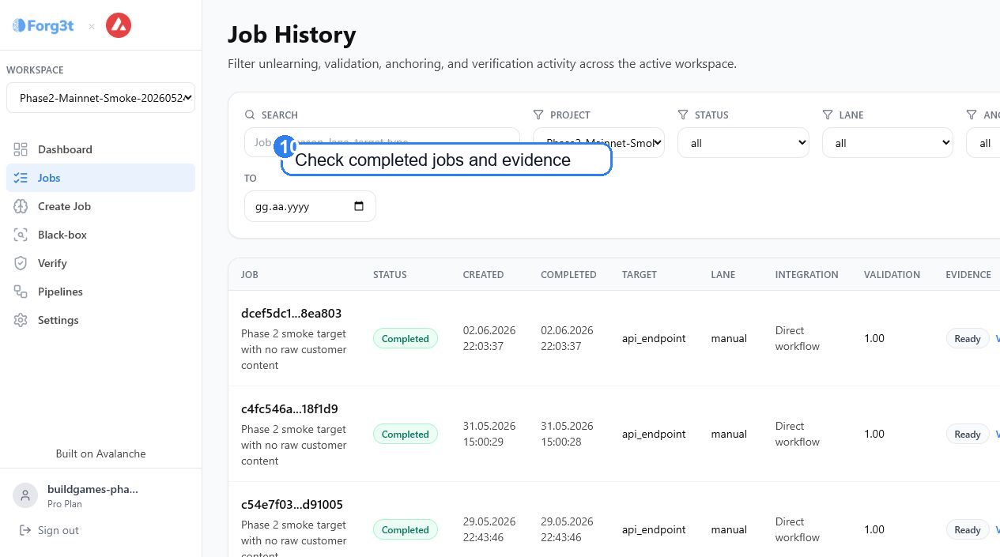 Forg3t ×
WORKSPACE
Phase2-Mainnet-Smoke-2026052
Dashboard
Jobs
Create Job
Black-box
Verify
Pipelines
Settings
Built on Avalanche
buildgames-pha...
Pro Plan
Sign out
Job History
Filter unlearning, validation, anchoring, and verification activity across the active workspace.
SEARCH
PROJECT
STATUS
LANE
Job
Phase2-Mainnet-Smol
all
all
all
10
Check completed jobs and evidence
TO
gg.aa.yyyy
JOB STATUS CREATED COMPLETED TARGET LANE INTEGRATION VALIDATION EVIDENCE
dcef5dc1...8ea803
Phase 2 smoke target
with no raw customer
content
Completed
02.06.2026
22:03:37
02.06.2026
22:03:37
api_endpoint
manual
Direct
workflow
1.00
Ready
c4fc546a...18f1d9
Phase 2 smoke target
with no raw customer
content
Completed
31.05.2026
15:00:29
31.05.2026
15:00:28
api_endpoint
manual
Direct
workflow
1.00
Ready
c54e7f03...d91005
Phase 2 smoke target
with no raw customer
content
Completed
29.05.2026
22:43:46
29.05.2026
22:43:46
api_endpoint
manual
Direct
workflow
1.00
Ready